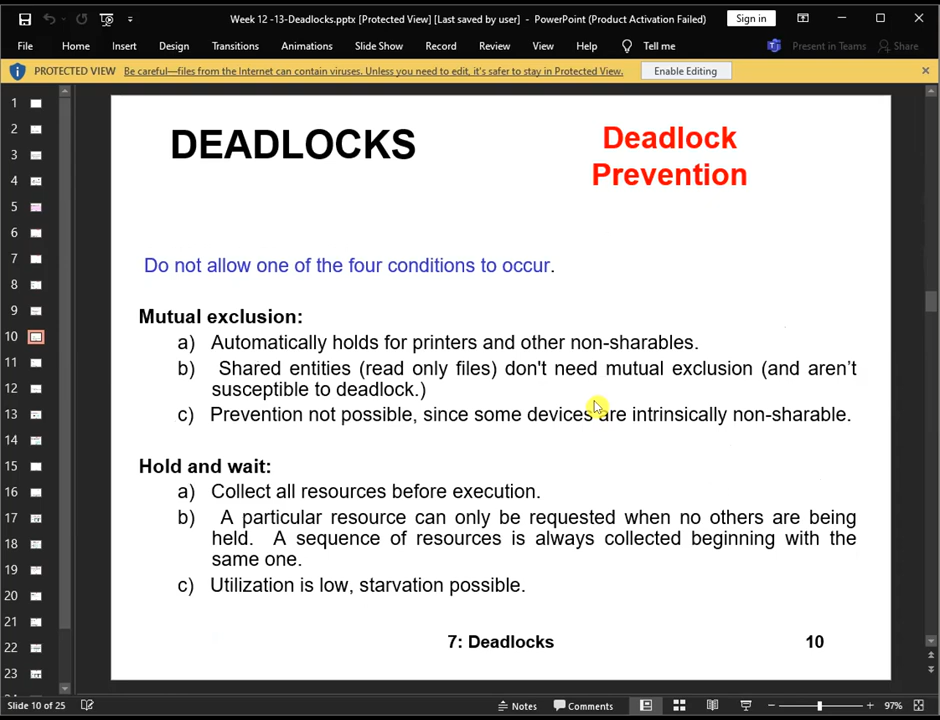 Week 12 -13-Deadlocks.pptx [Protected View] [Last saved by user] - PowerPoint (Product Activation Failed)
Sign in
File Home Insert Design Transitions Animations Slide Show Record Review View Help Tell me Present in Teams Share
PROTECTED VIEW Be careful—files from the Internet can contain viruses. Unless you need to edit, it's safer to stay in Protected View. Enable Editing
1
2
3
4
5
6
7
8
9
10
11
12
13
14
15
16
17
18
19
20
21
22
23
DEADLOCKS
Deadlock
Prevention
Do not allow one of the four conditions to occur.
Mutual exclusion:
a) Automatically holds for printers and other non-sharables.
b) Shared entities (read only files) don't need mutual exclusion (and aren't
susceptible to deadlock.)
c) Prevention not possible, since some devices are intrinsically non-sharable.
Hold and wait:
a) Collect all resources before execution.
b) A particular resource can only be requested when no others are being
held. A sequence of resources is always collected beginning with the
same one.
c) Utilization is low, starvation possible.
7: Deadlocks
10
Slide 10 of 25
Notes
Comments
97%